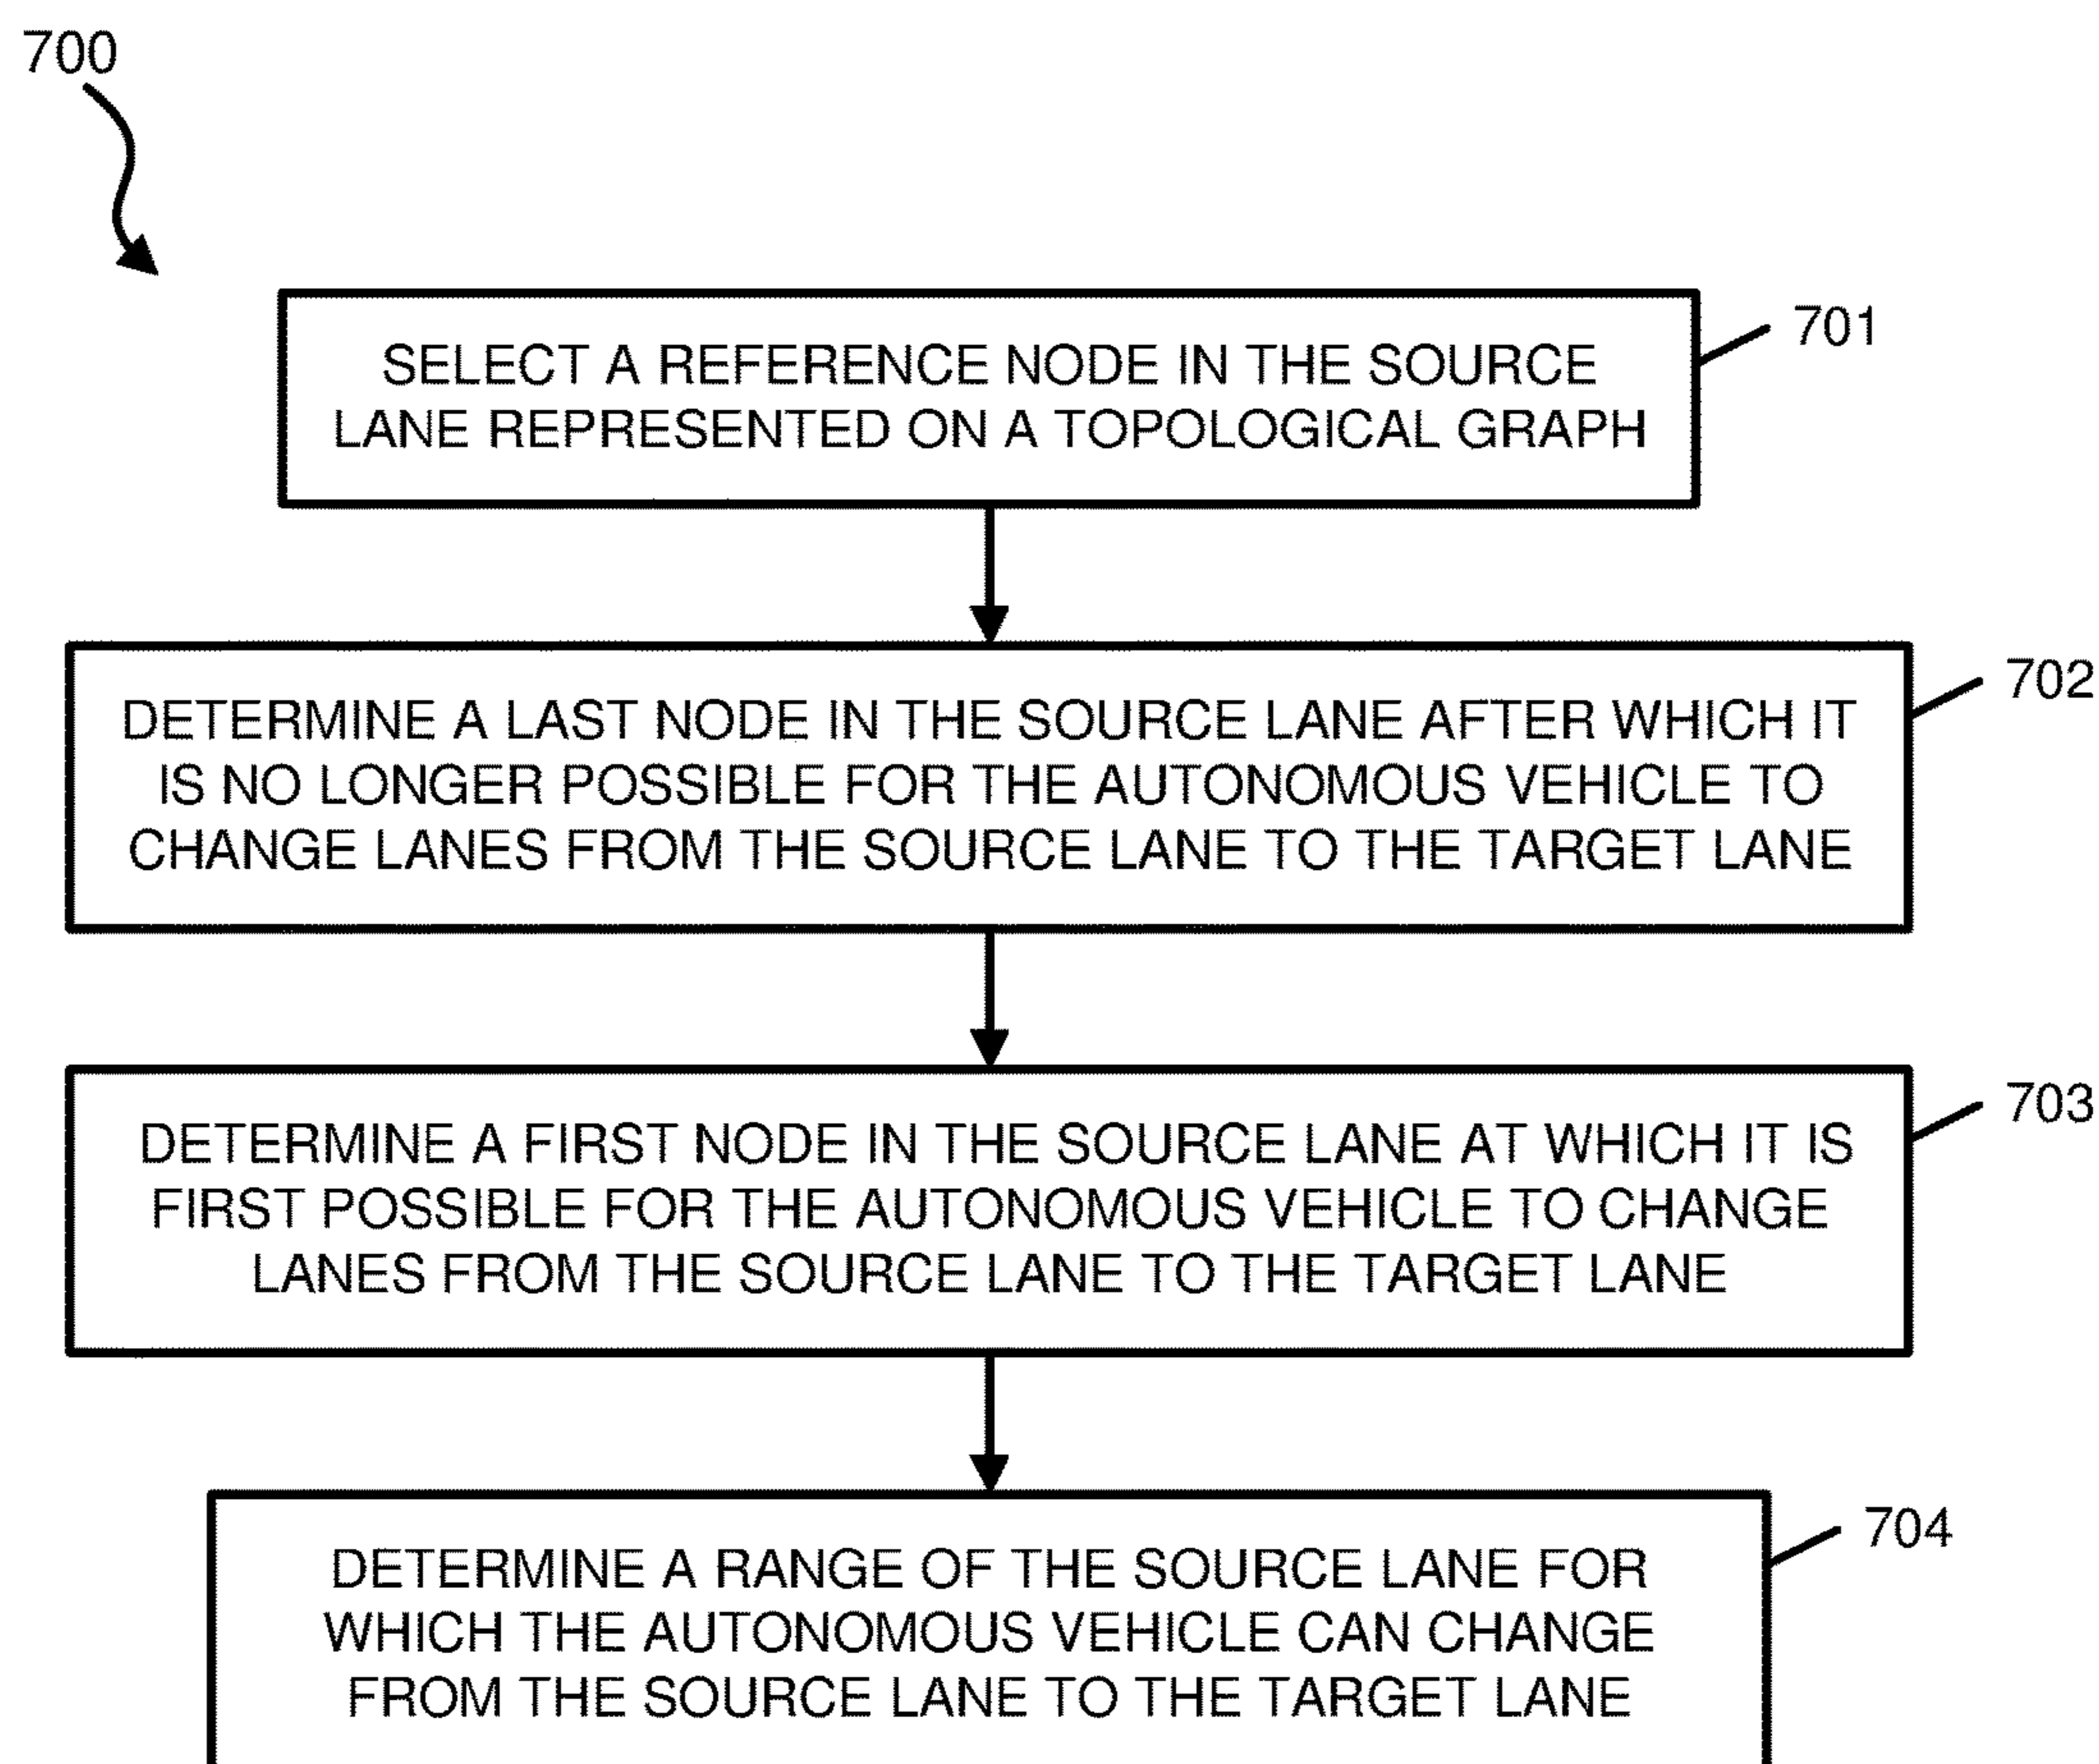 700
701
SELECT A REFERENCE NODE IN THE SOURCE
LANE REPRESENTED ON A TOPOLOGICAL GRAPH
702
DETERMINE A LAST NODE IN THE SOURCE LANE AFTER WHICH IT
IS NO LONGER POSSIBLE FOR THE AUTONOMOUS VEHICLE TO
CHANGE LANES FROM THE SOURCE LANE TO THE TARGET LANE
703
DETERMINE A FIRST NODE IN THE SOURCE LANE AT WHICH IT IS
FIRST POSSIBLE FOR THE AUTONOMOUS VEHICLE TO CHANGE
LANES FROM THE SOURCE LANE TO THE TARGET LANE
704
DETERMINE A RANGE OF THE SOURCE LANE FOR
WHICH THE AUTONOMOUS VEHICLE CAN CHANGE
FROM THE SOURCE LANE TO THE TARGET LANE